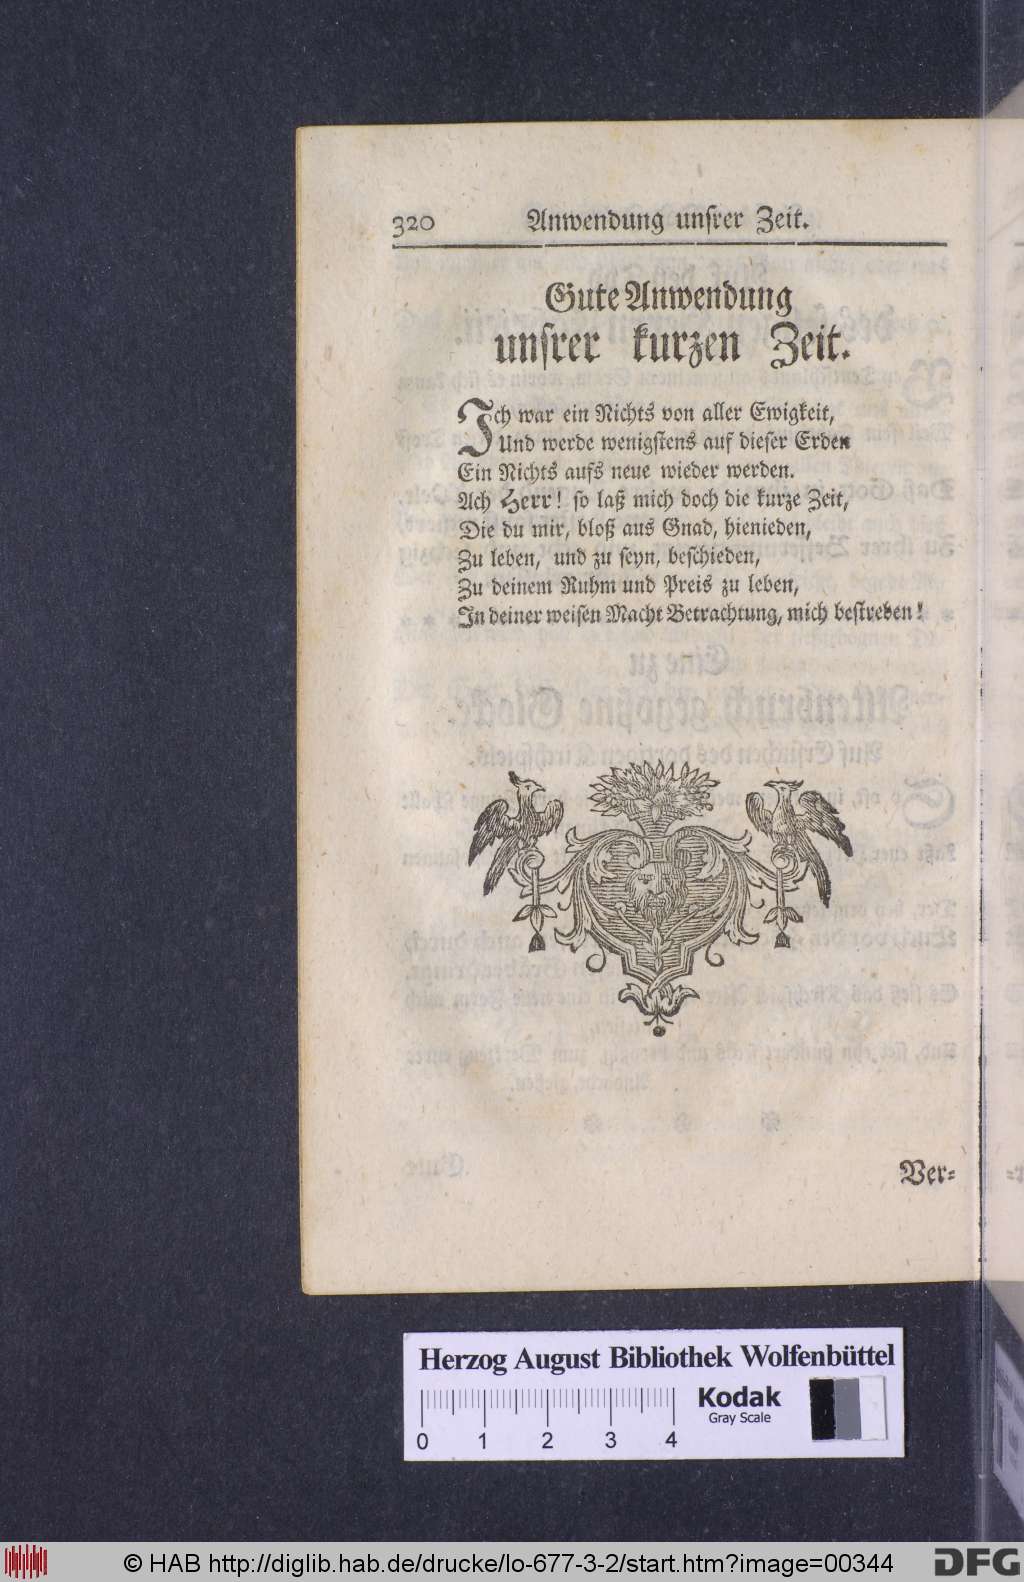 320 Anwendung unsrer Zeit.
Gute Anwendung
unsrer kurzen Zeit.
Ich war ein Nichts von aller Ewigkeit,
Und werde wenigstens auf dieser Erden
Ein Nichts aufs neue wieder werden.
Ach Herr! so laß mich doch die kurze Zeit,
Die du mir, bloß aus Gnad, hienieden,
Zu leben, und zu seyn, beschieden,
Zu deinem Ruhm und Preis zu leben,
In deiner weisen Macht Betrachtung, mich bestreben!
Ver-
Herzog August Bibliothek Wolfenbüttel
Kodak
Gray Scale
0 1 2 3 4
© HAB http://diglib.hab.de/drucke/lo-677-3-2/start.htm?image=00344
DFG